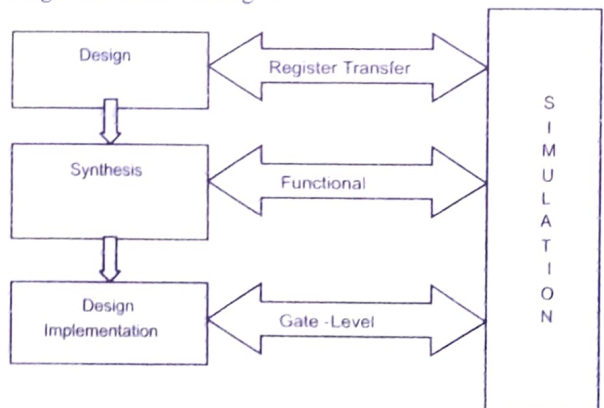 Design
Register Transfer
Synthesis
Functional
Design
Implementation
Gate -Level
S
I
M
U
L
A
T
I
O
N